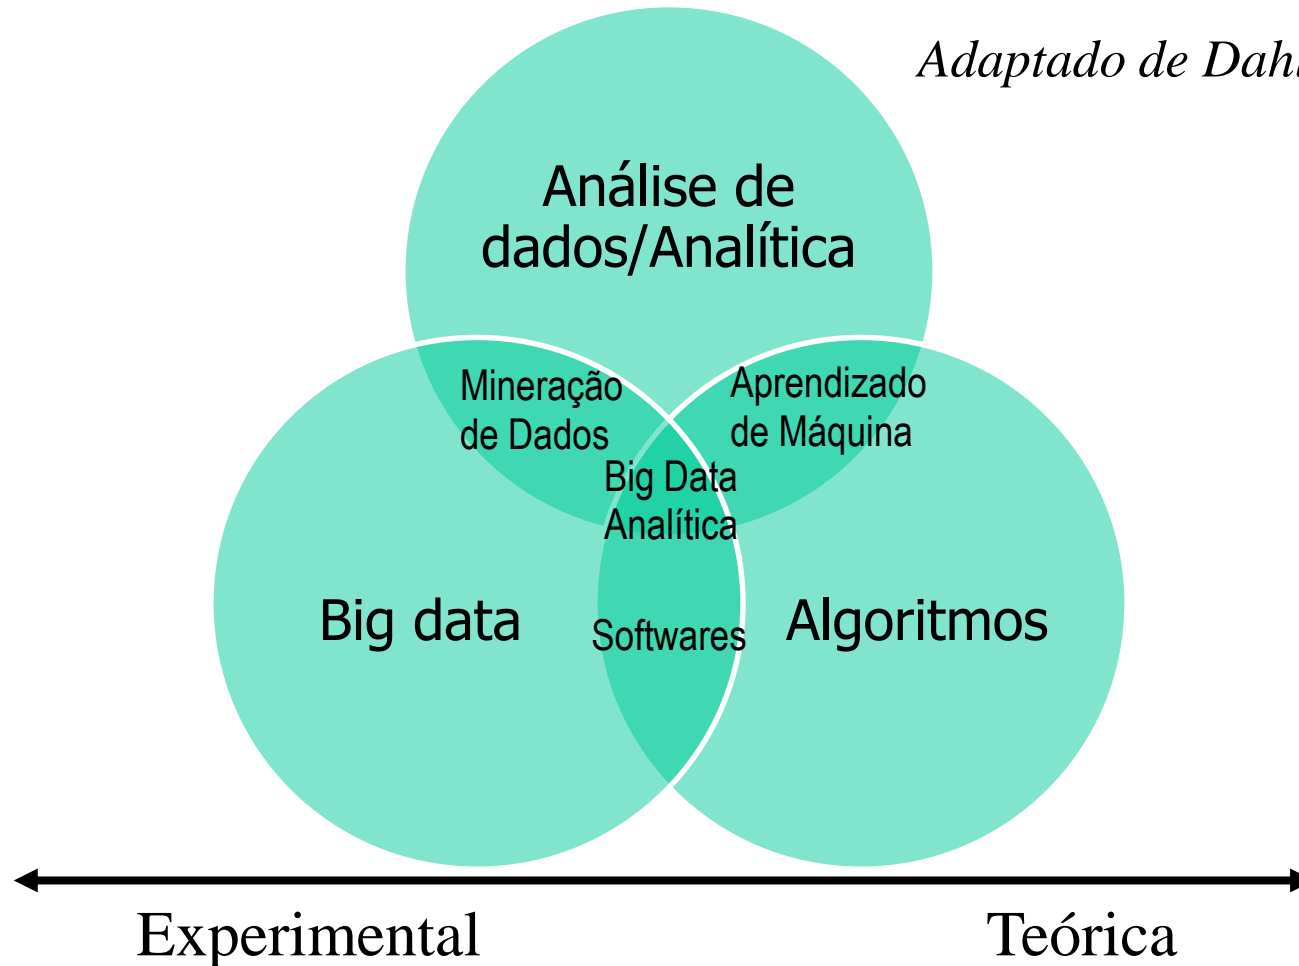 Adaptado de
Análise de
dados/Analítica
Mineração
de Dados
Aprendizado
de Máquina
Big Data
Analítica
Big data
Softwares
Algoritmos
Experimental
Teórica